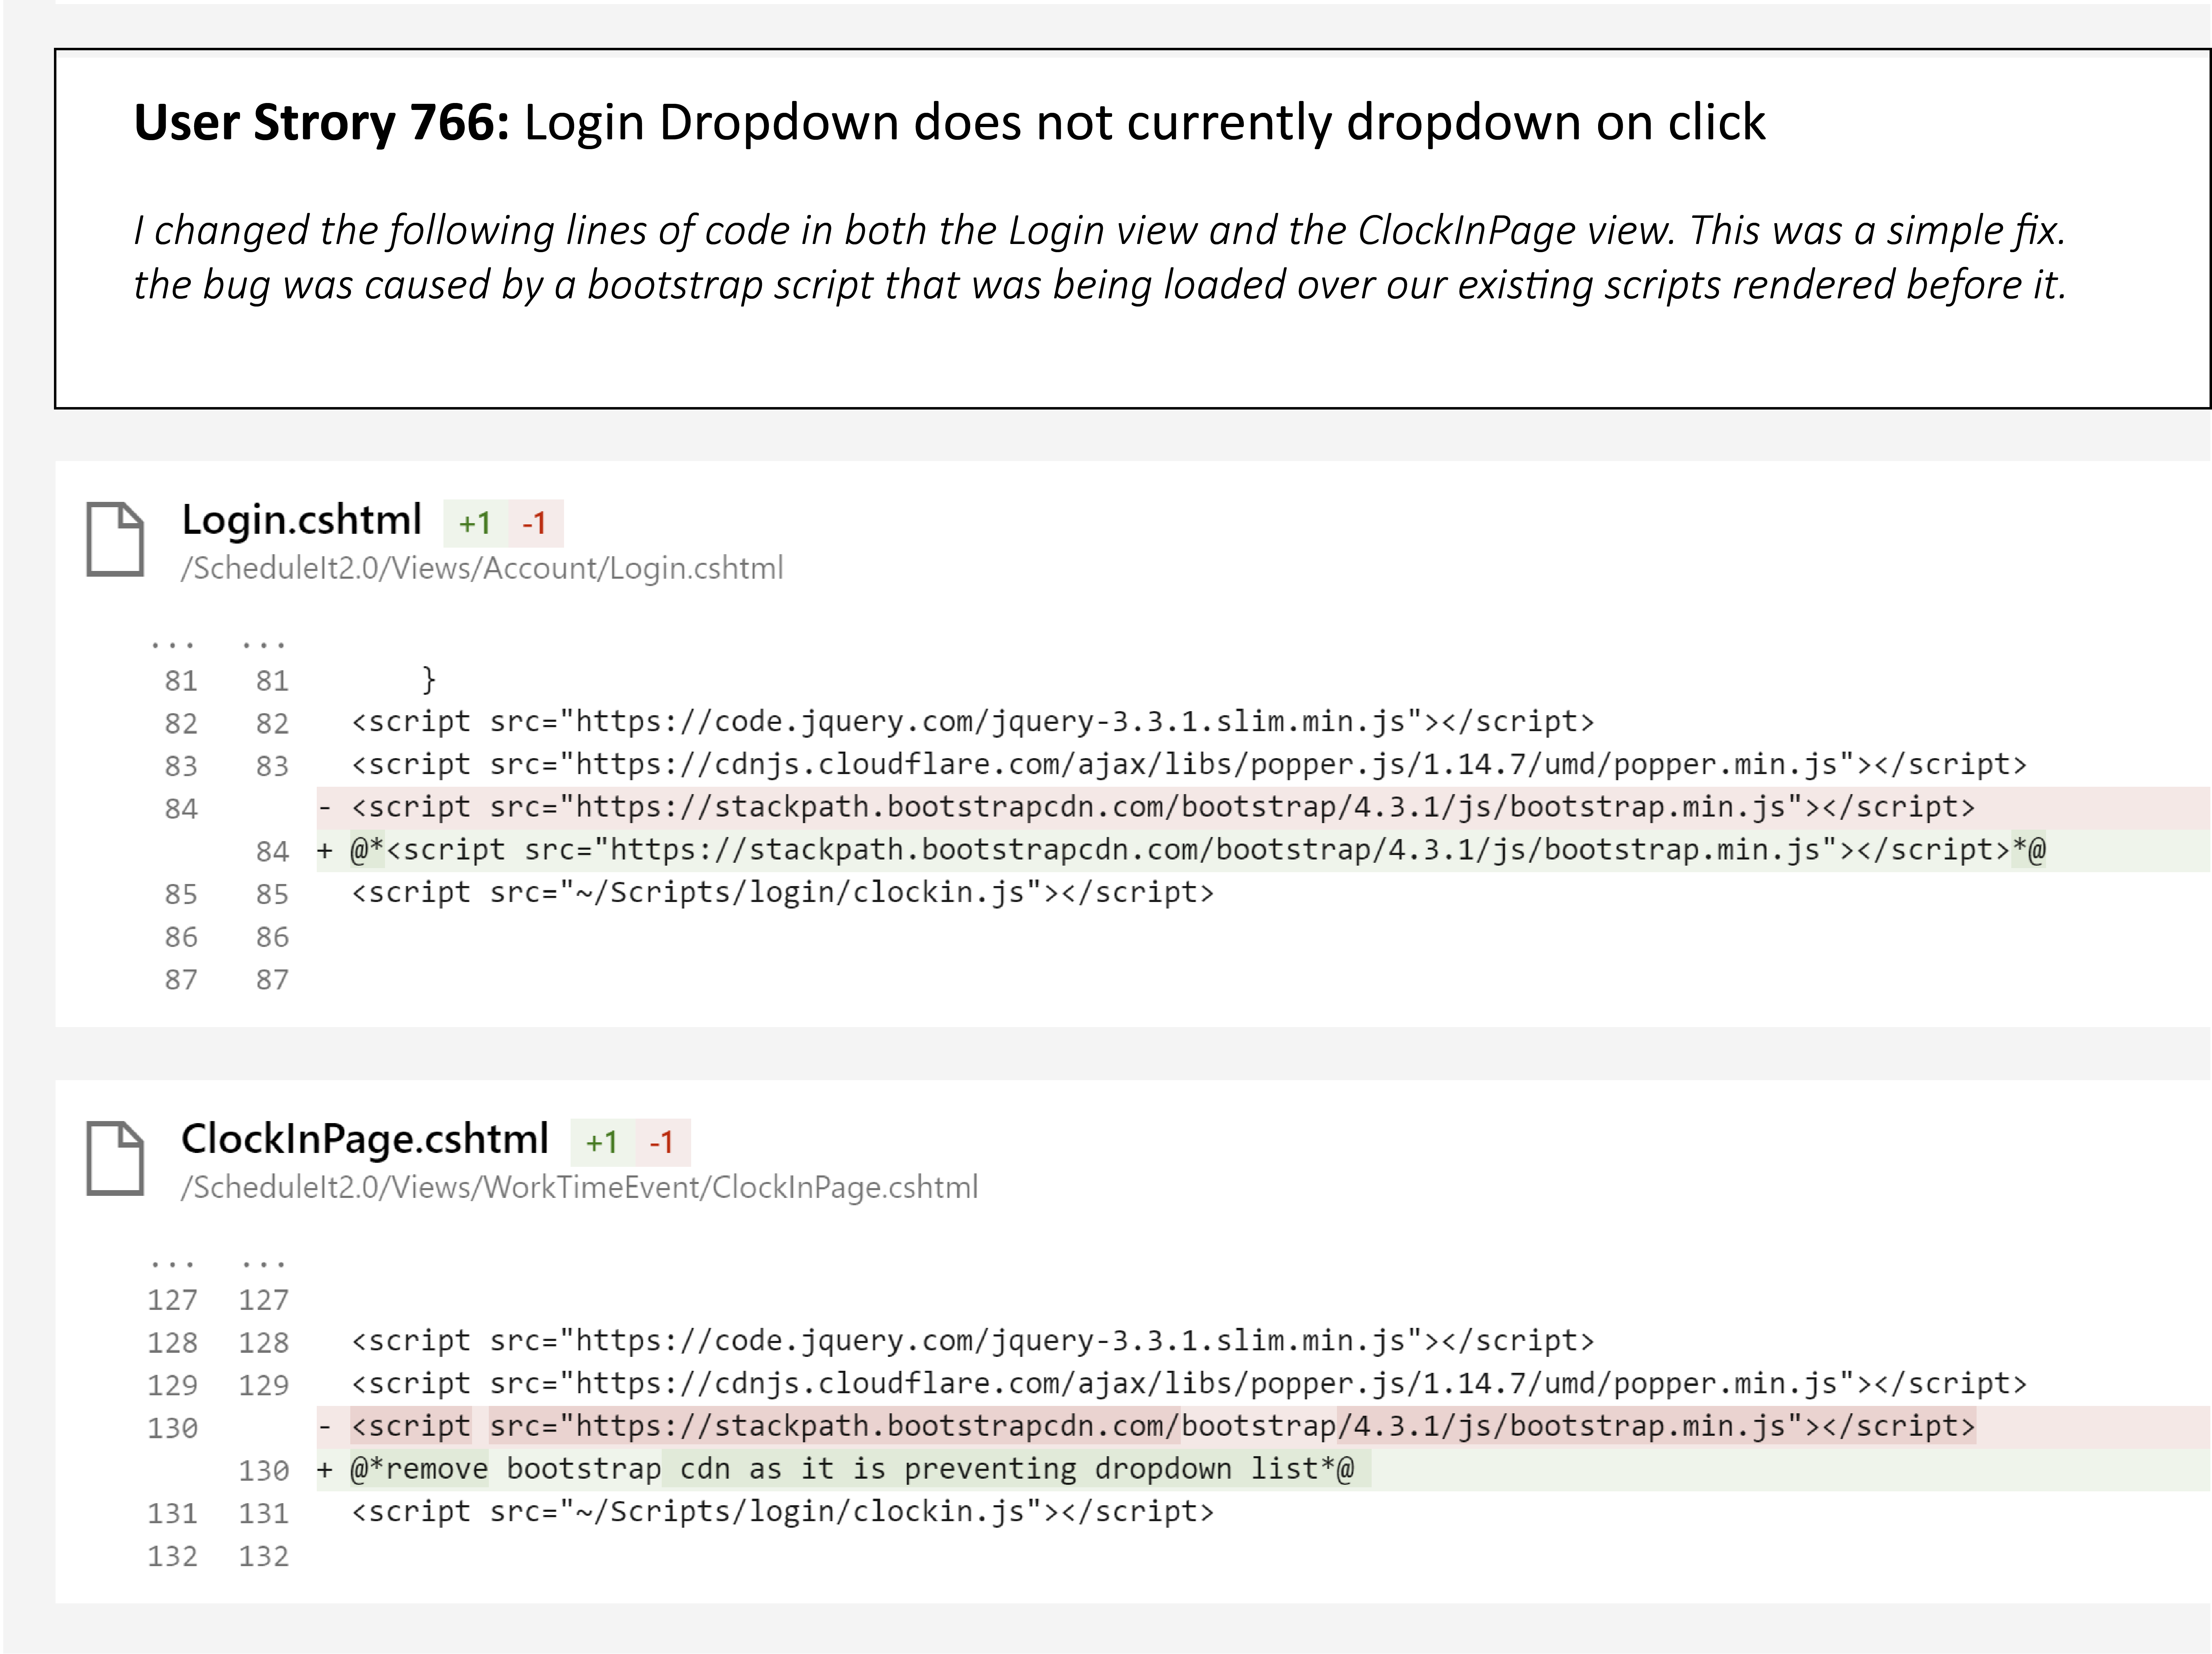 User Strory 766: Login Dropdown does not currently dropdown on click
I changed the following lines of code in both the Login view and the ClockInPage view. This was a simple fix.
the bug was caused by a bootstrap script that was being loaded over our existing scripts rendered before it.
Login.cshtml +1 -1
/ScheduleIt2.0/Views/Account/Login.cshtml
... ...
81 81 }
82 82 <script src="https://code.jquery.com/jquery-3.3.1.slim.min.js"></script>
83 83 <script src="https://cdnjs.cloudflare.com/ajax/libs/popper.js/1.14.7/umd/popper.min.js"></script>
84 - <script src="https://stackpath.bootstrapcdn.com/bootstrap/4.3.1/js/bootstrap.min.js"></script>
84 + @*<script src="https://stackpath.bootstrapcdn.com/bootstrap/4.3.1/js/bootstrap.min.js"></script>*@
85 85 <script src="~/Scripts/login/clockin.js"></script>
86 86
87 87
ClockInPage.cshtml +1 -1
/ScheduleIt2.0/Views/WorkTimeEvent/ClockInPage.cshtml
... ...
127 127
128 128 <script src="https://code.jquery.com/jquery-3.3.1.slim.min.js"></script>
129 129 <script src="https://cdnjs.cloudflare.com/ajax/libs/popper.js/1.14.7/umd/popper.min.js"></script>
130 - <script src="https://stackpath.bootstrapcdn.com/bootstrap/4.3.1/js/bootstrap.min.js"></script>
130 + @*remove bootstrap cdn as it is preventing dropdown list*@
131 131 <script src="~/Scripts/login/clockin.js"></script>
132 132